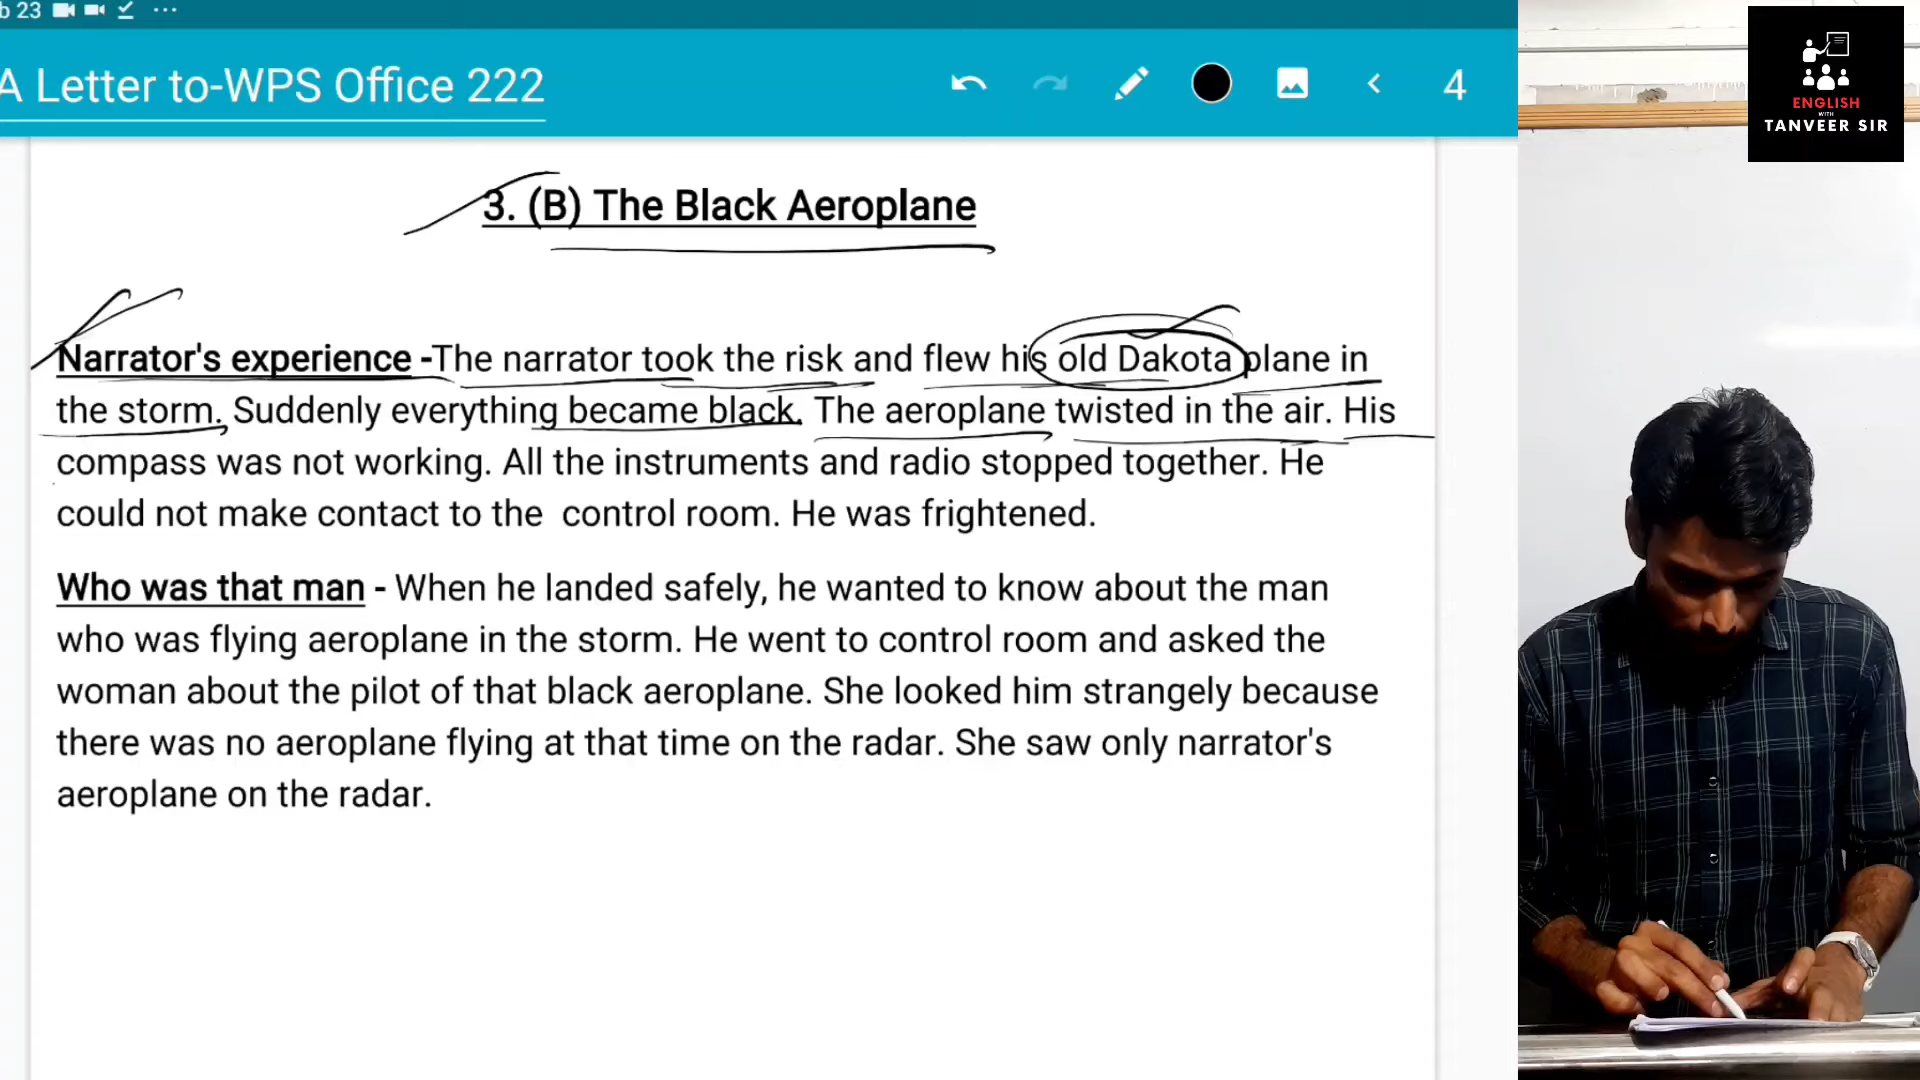 b 23
A Letter to-WPS Office 222
4
ENGLISH
WITH
TANVEER SIR
3. (B) The Black Aeroplane
Narrator's experience -The narrator took the risk and flew his old Dakota plane in
the storm. Suddenly everything became black. The aeroplane twisted in the air. His
compass was not working. All the instruments and radio stopped together. He
could not make contact to the control room. He was frightened.
Who was that man - When he landed safely, he wanted to know about the man
who was flying aeroplane in the storm. He went to control room and asked the
woman about the pilot of that black aeroplane. She looked him strangely because
there was no aeroplane flying at that time on the radar. She saw only narrator's
aeroplane on the radar.